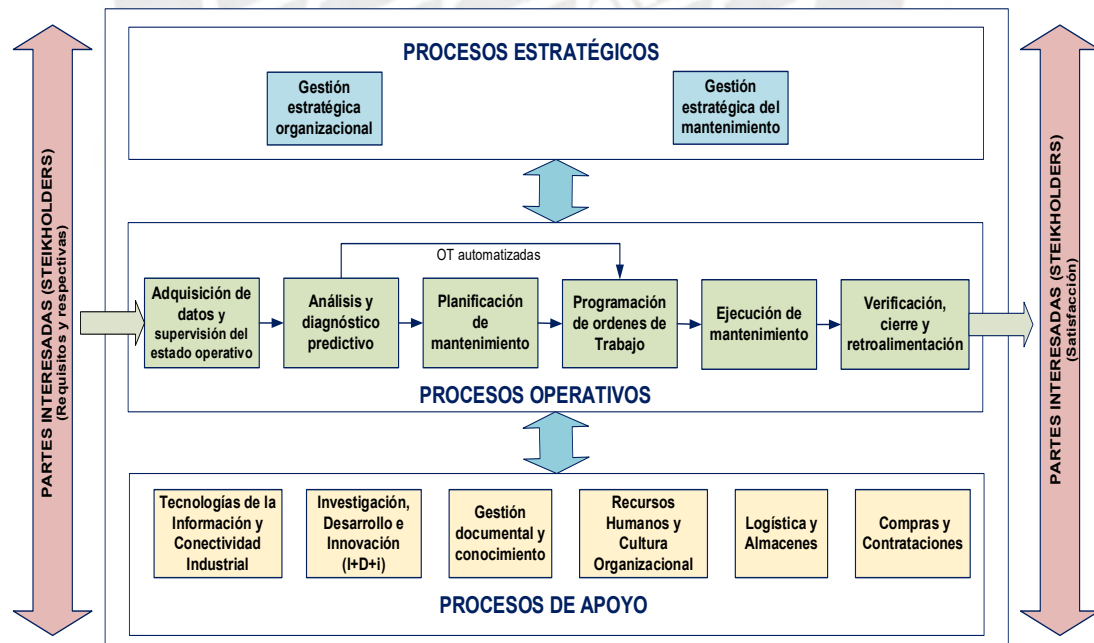 PARTES INTERESADAS (STEIKHOLDERS)
(Requisitos y respectivas)
PROCESOS ESTRATÉGICOS
Gestión
estratégica
organizacional
Gestión
estratégica del
mantenimiento
OT automatizadas
Adquisición de
datos y
supervisión del
estado operativo
Análisis y
diagnóstico
predictivo
Planificación
de
mantenimiento
Programación
de ordenes de
Trabajo
Ejecución de
mantenimiento
Verificación,
cierre y
retroalimentación
PROCESOS OPERATIVOS
Tecnologías de la
Información y
Conectividad
Industrial
Investigación,
Desarrollo e
Innovación
(I+D+i)
Gestión
documental y
conocimiento
Recursos
Humanos y
Cultura
Organizacional
Logística y
Almacenes
Compras y
Contrataciones
PROCESOS DE APOYO
PARTES INTERESADAS (STEIKHOLDERS)
(Satisfacción)